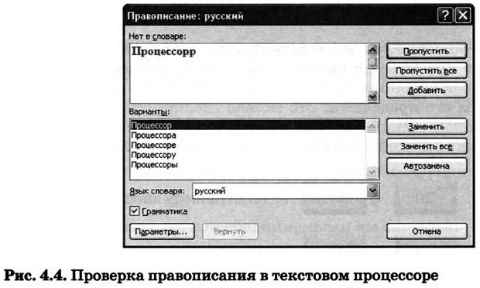 Правописание: русский
Нет в словаре:
Процессорр
Пропустить
Пропустить все
Добавить
Варианты:
Процессор
Процессора
Процессоре
Процессору
Процессоры
Заменить
Заменить все
Автозамена
Язык словаря: русский
Грамматика
Параметры... Вернуть Отмена
Рис. 4.4. Проверка правописания в текстовом процессоре